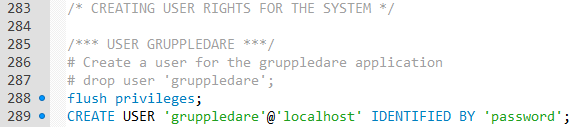 283 /* CREATING USER RIGHTS FOR THE SYSTEM */
284
285 /*** USER GRUPPLEDARE ***/
286 # Create a user for the gruppledare application
287 # drop user 'gruppledare';
288 flush privileges;
289 CREATE USER 'gruppledare'@'localhost' IDENTIFIED BY 'password';